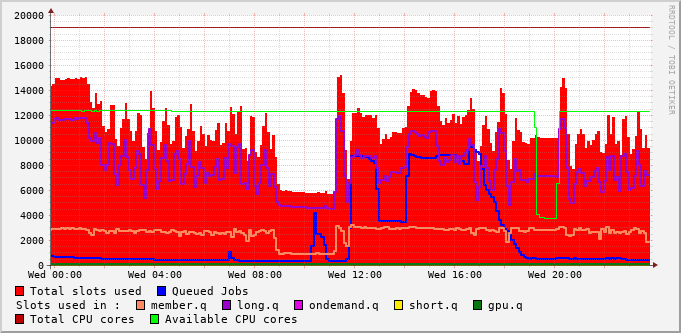 20000
18000
16000
14000
12000
10000
8000
6000
4000
2000
0
Wed 00:00 Wed 04:00 Wed 08:00 Wed 12:00 Wed 16:00 Wed 20:00
Total slots used Queued Jobs
Slots used in : member.q long.q ondemand.q short.q gpu.q
Total CPU cores Available CPU cores
RRDTOOL / TOBI OETIKER